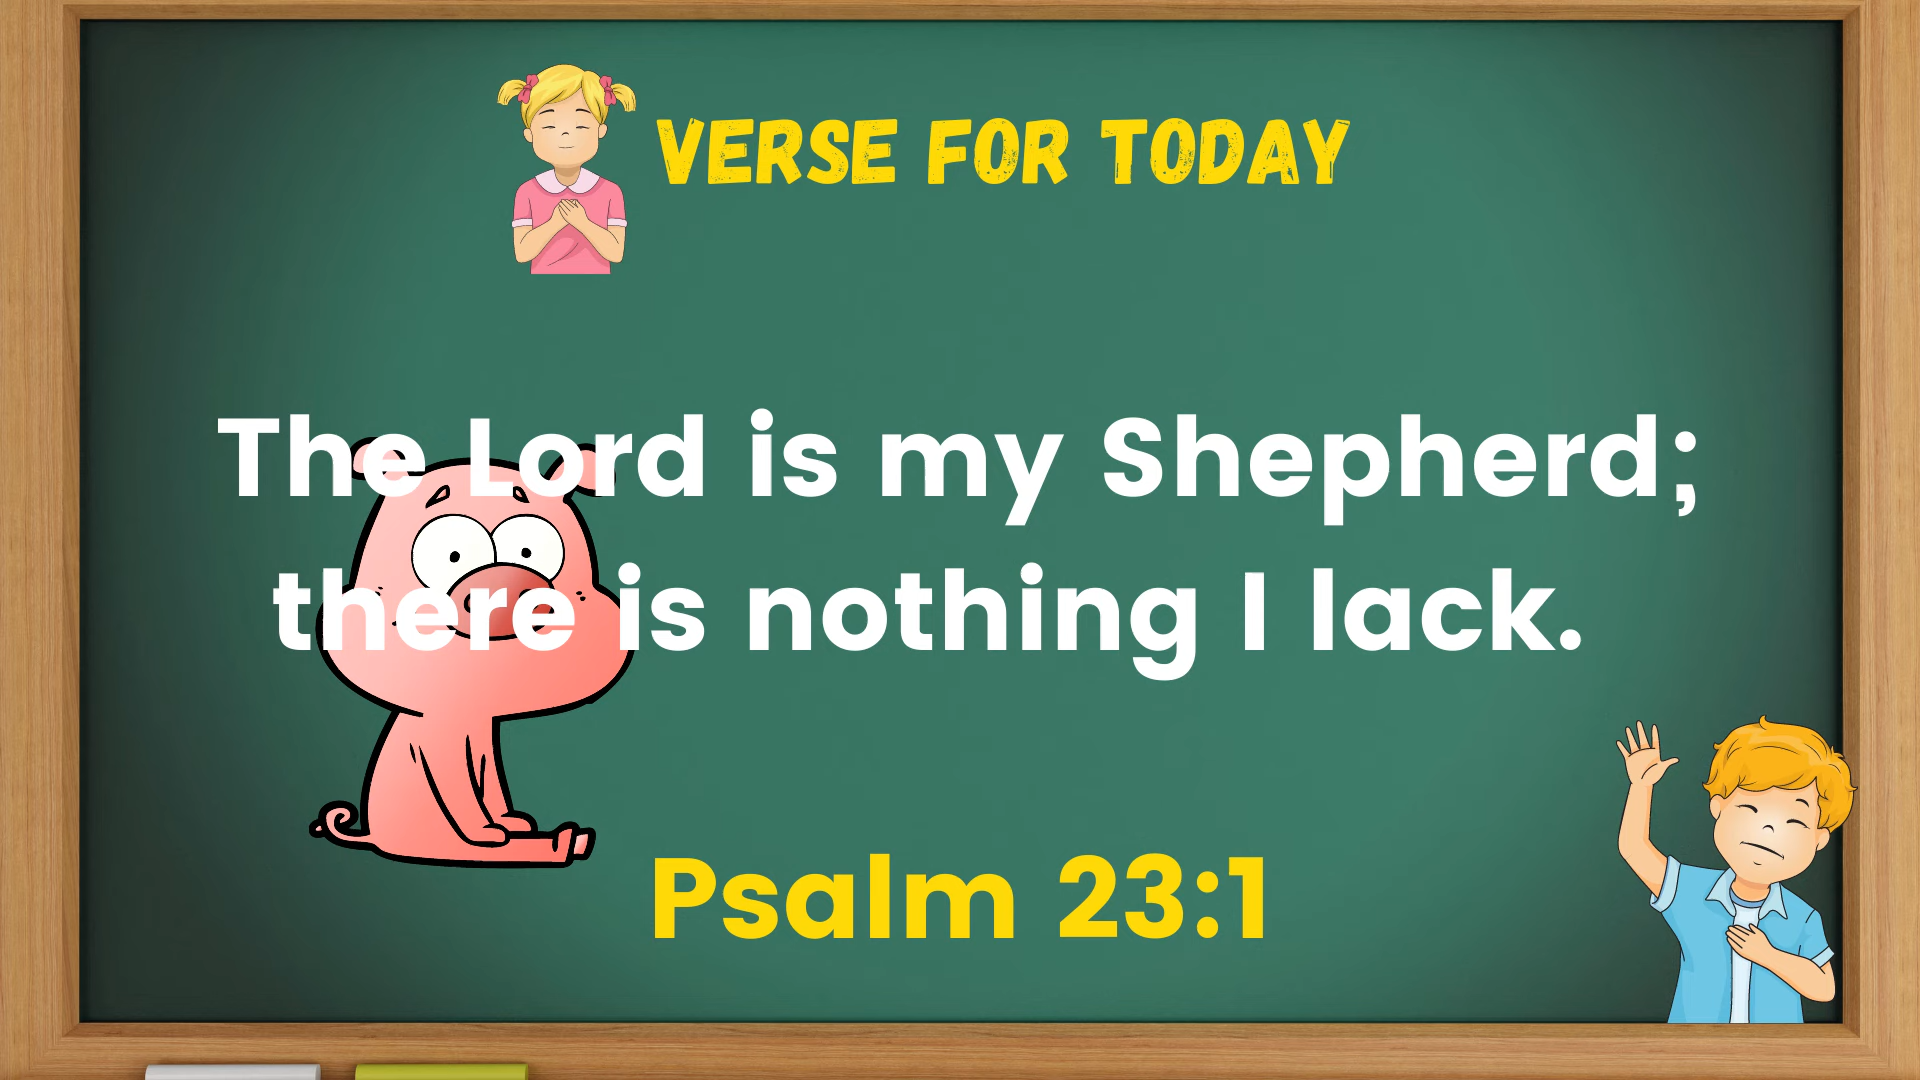 VERSE FOR TODAY
The Lord is my Shepherd;
there is nothing I lack.
Psalm 23:1